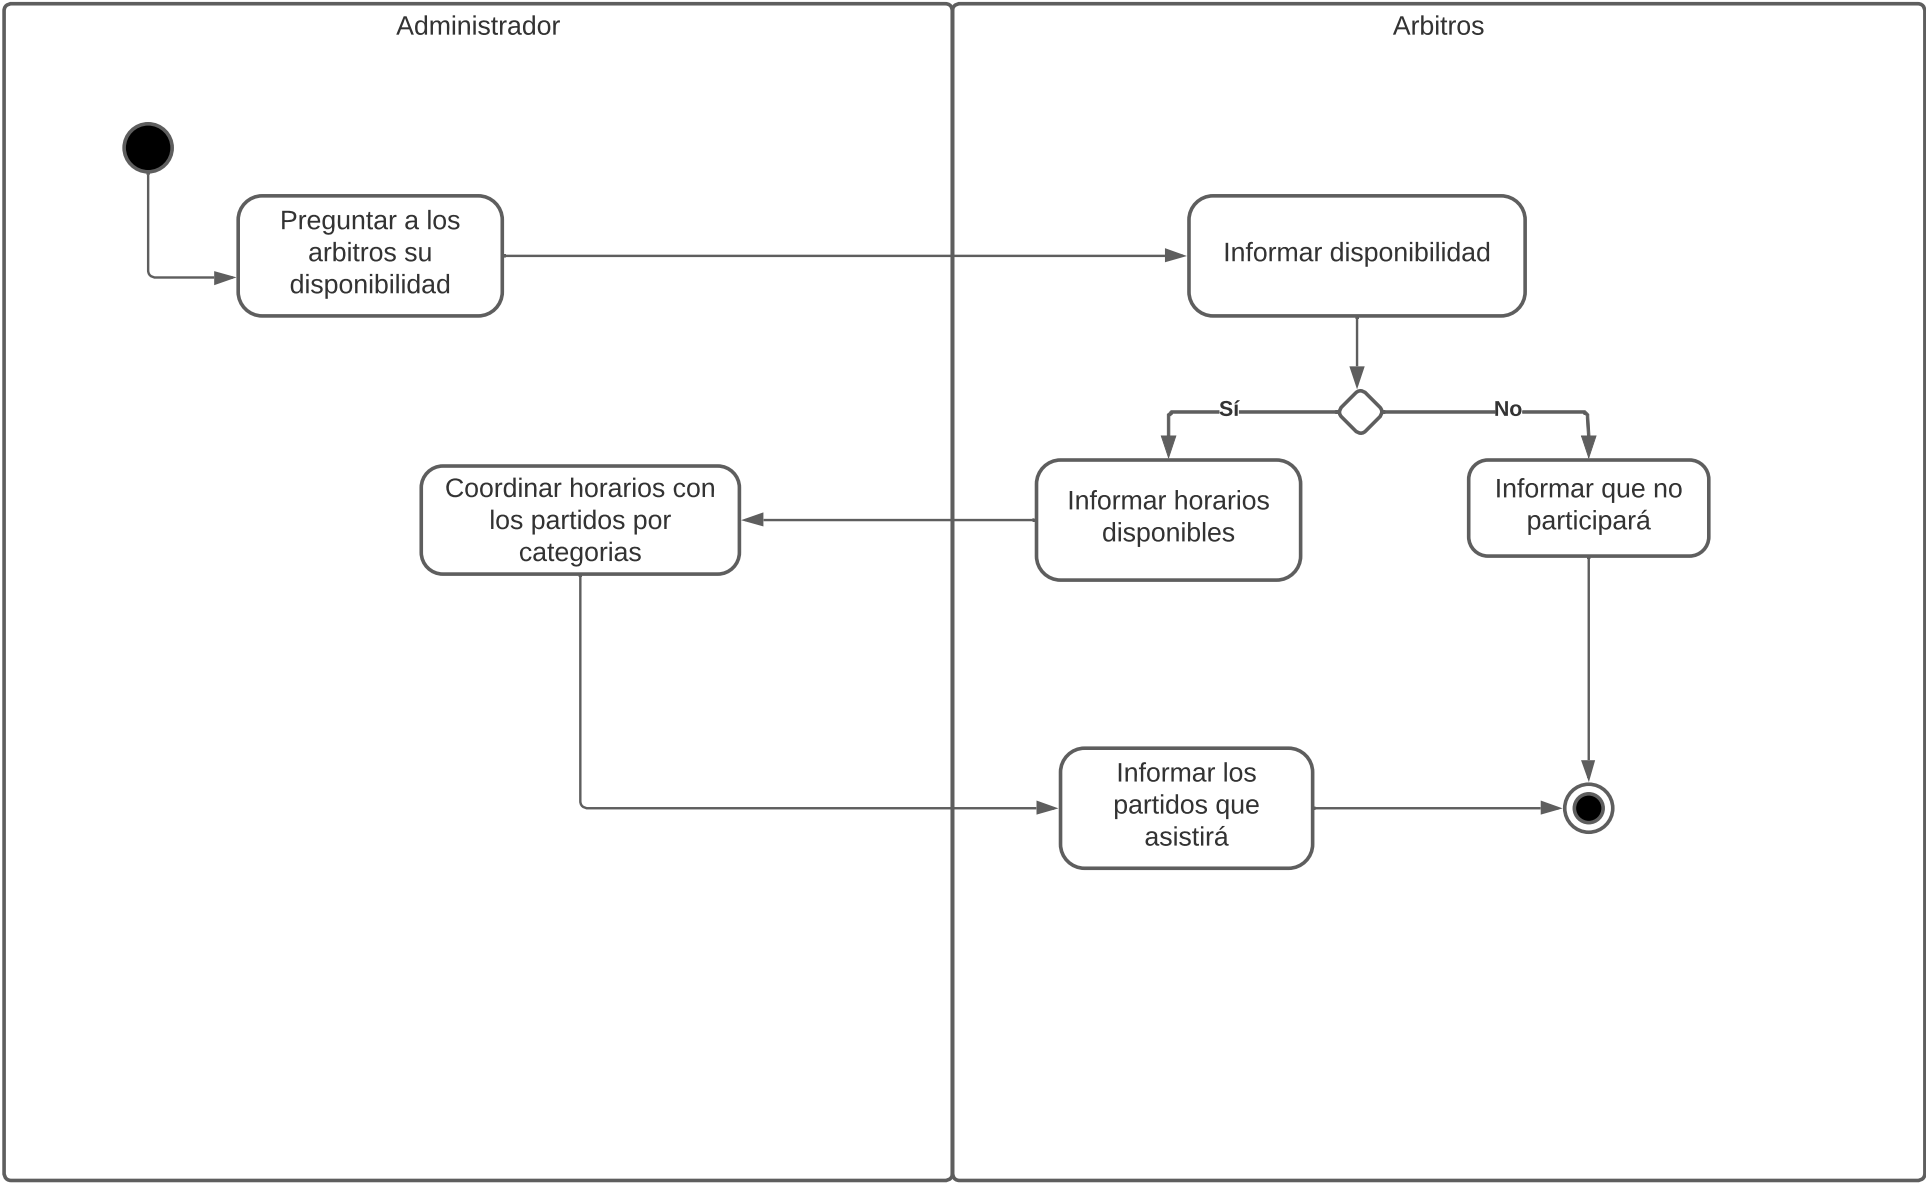 Administrador
Arbitros
Preguntar a los
arbitros su
disponibilidad
Informar disponibilidad
Sí
No
Coordinar horarios con
los partidos por
categorias
Informar horarios
disponibles
Informar que no
participará
Informar los
partidos que
asistirá